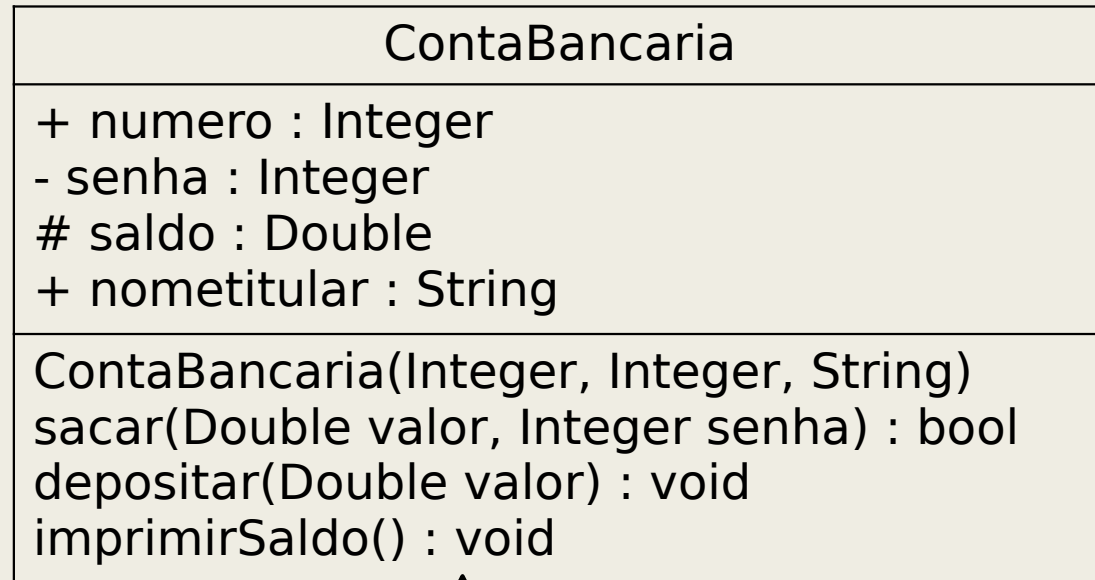 ContaBancaria
+ numero : Integer
- senha : Integer
# saldo : Double
+ nometitular : String
ContaBancaria(Integer, Integer, String)
sacar(Double valor, Integer senha) : bool
depositar(Double valor) : void
imprimirSaldo() : void